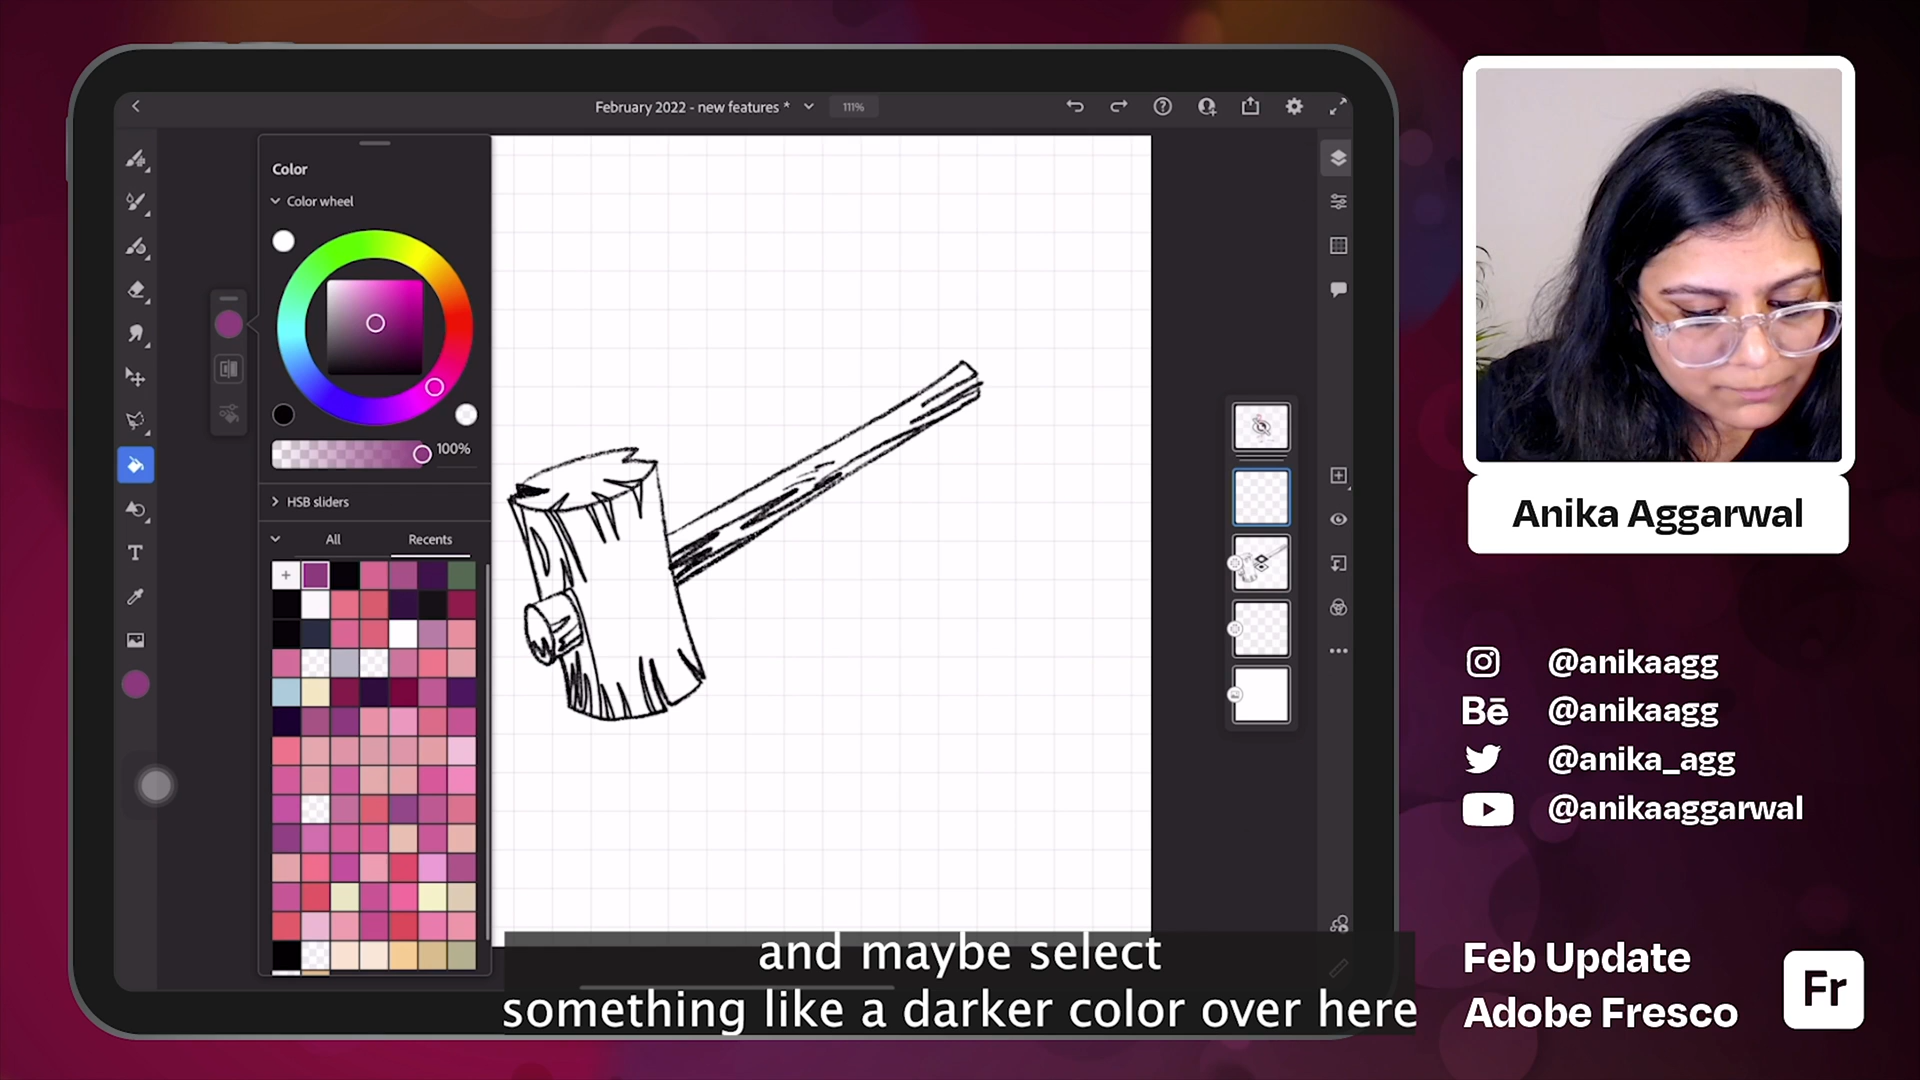 February 2022 - new features *
111%
Color
Color wheel
100%
HSB sliders
All
Recents
T
and maybe select
something like a darker color over here
Anika Aggarwal
@anikaagg
Bē
@anikaagg
@anika_agg
@anikaaggarwal
Feb Update
Adobe Fresco
Fr